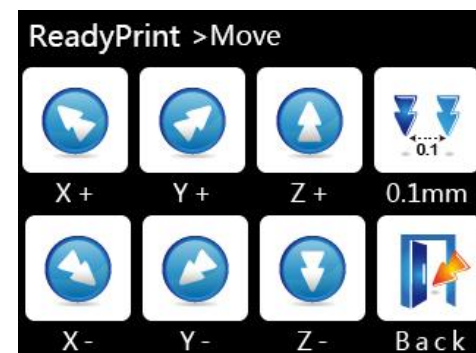 ReadyPrint >Move
0.1
X + Y + Z + 0.1mm
X - Y - Z - Back